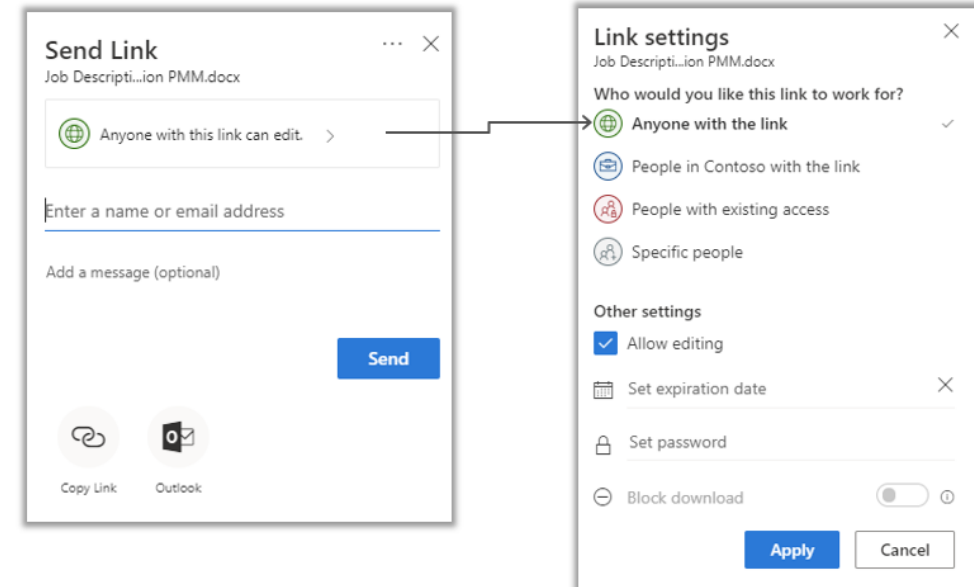 Send Link
Job Descripti...ion PMM.docx
Anyone with this link can edit.
Enter a name or email address
Add a message (optional)
Send
Copy Link
Outlook
Link settings
Job Descripti...ion PMM.docx
Who would you like this link to work for?
Anyone with the link
People in Contoso with the link
People with existing access
Specific people
Other settings
Allow editing
Set expiration date
Set password
Block download
Apply
Cancel